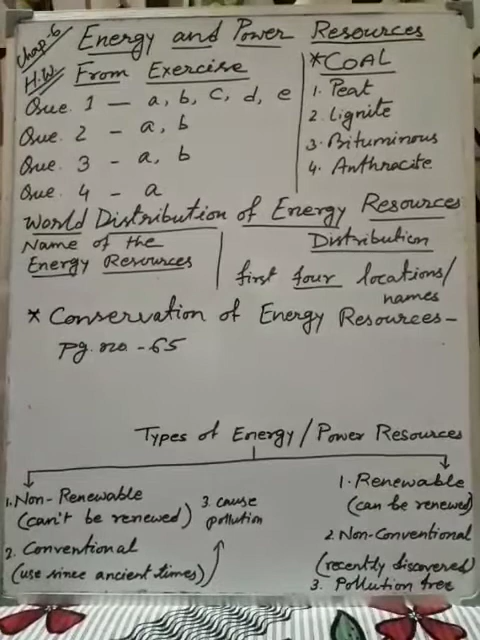 Chap-6
Energy and Power Resources
H.W. From Exercise
Que. 1 - a, b, c, d, e
Que. 2 - a, b
Que. 3 - a, b
Que. 4 - a
*COAL
1. Peat
2. Lignite
3. Bituminous
4. Anthracite
World Distribution of Energy Resources
Name of the
Energy Resources
Distribution
first four locations/
names
* Conservation of Energy Resources-
Pg. no. -65
Types of Energy/Power Resources
1. Non-Renewable
(can't be renewed)
2. Conventional
(use since ancient times)
3. cause
pollution
1. Renewable
(can be renewed)
2. Non-Conventional
(recently discovered)
3. Pollution free